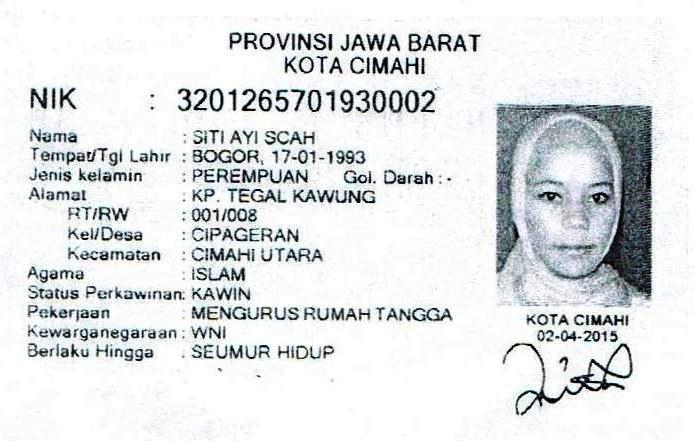 PROVINSI JAWA BARAT
KOTA CIMAHI
NIK : 3201265701930002
Nama : SITI AYI SCAH
Tempat/Tgl Lahir : BOGOR, 17-01-1993
Jenis kelamin : PEREMPUAN Gol. Darah : -
Alamat : KP. TEGAL KAWUNG
RT/RW : 001/008
Kel/Desa : CIPAGERAN
Kecamatan : CIMAHI UTARA
Agama : ISLAM
Status Perkawinan: KAWIN
Pekerjaan : MENGURUS RUMAH TANGGA
Kewarganegaraan : WNI
Berlaku Hingga : SEUMUR HIDUP
KOTA CIMAHI
02-04-2015